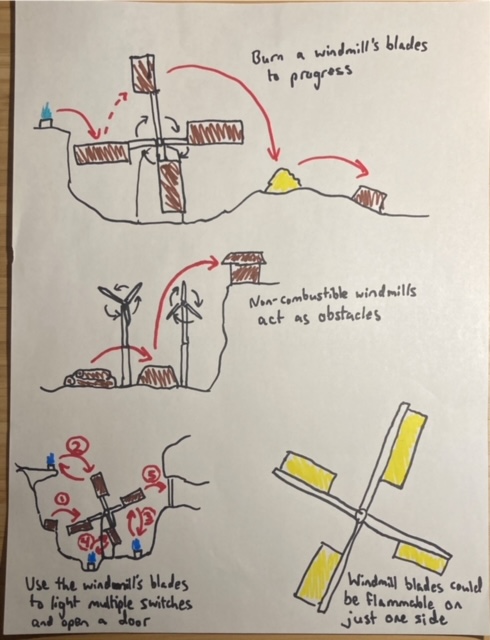 Burn a windmill's blades
to progress
Non-combustible windmills
act as obstacles
②
①
⑤
③
④
Use the windmill's blades
to light multiple switches
and open a door
Windmill blades could
be flammable on
just one side